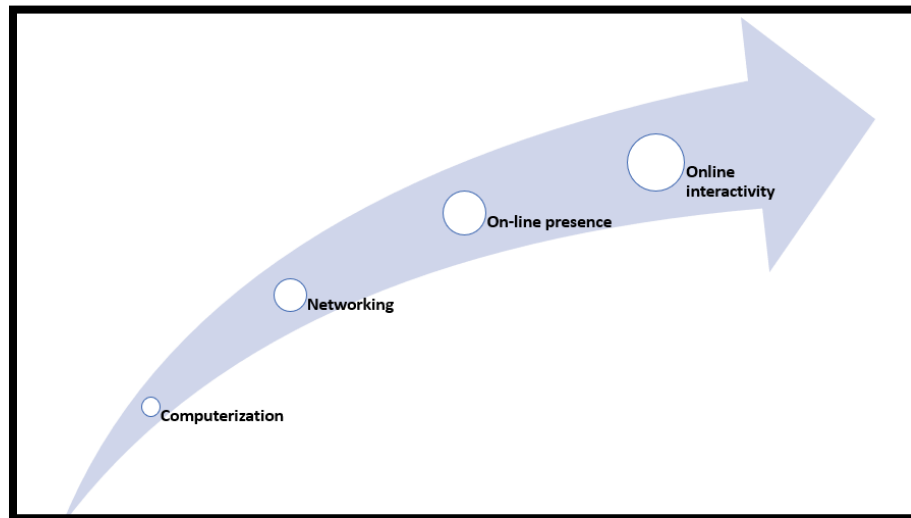 Online
interactivity
On-line presence
Networking
Computerization